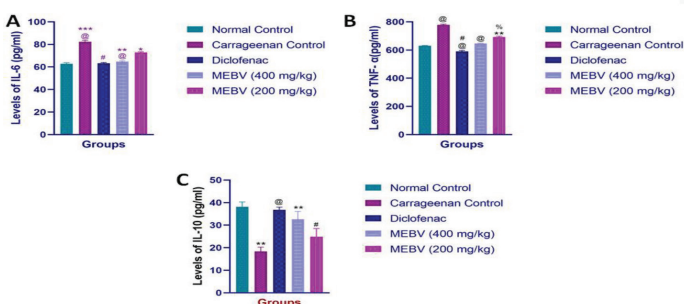 A
Levels of IL-6 (pg/ml)
100
80
60
40
20
0
***
@
#
**
@
*
Groups
Normal Control
Carrageenan Control
Diclofenac
MEBV (400 mg/kg)
MEBV (200 mg/kg)
B
Levels of TNF- α(pg/ml)
800
600
400
200
0
@
#
@
@
%
**
Groups
Normal Control
Carrageenan Control
Diclofenac
MEBV (400 mg/kg)
MEBV (200 mg/kg)
C
Levels of IL-10 (pg/ml)
50
40
30
20
10
0
**
@
**
#
Groups
Normal Control
Carrageenan Control
Diclofenac
MEBV (400 mg/kg)
MEBV (200 mg/kg)